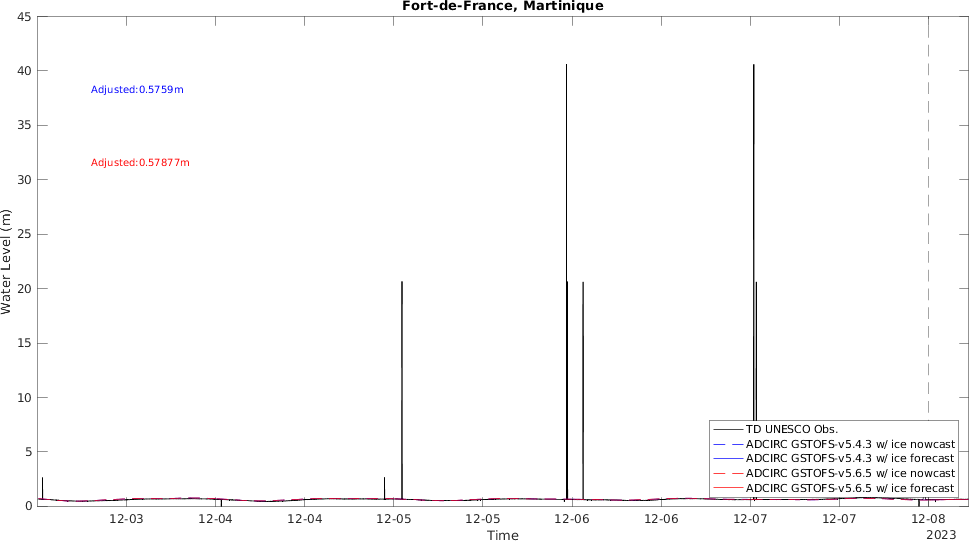 Fort-de-France, Martinique
45
40
35
30
25
20
15
10
5
0
Water Level (m)
Adjusted:0.5759m
Adjusted:0.57877m
TD UNESCO Obs.
ADCIRC GSTOFS-v5.4.3 w/ ice nowcast
ADCIRC GSTOFS-v5.4.3 w/ ice forecast
ADCIRC GSTOFS-v5.6.5 w/ ice nowcast
ADCIRC GSTOFS-v5.6.5 w/ ice forecast
12-03 12-04 12-04 12-05 12-05 12-06 12-06 12-07 12-07 12-08
Time
2023